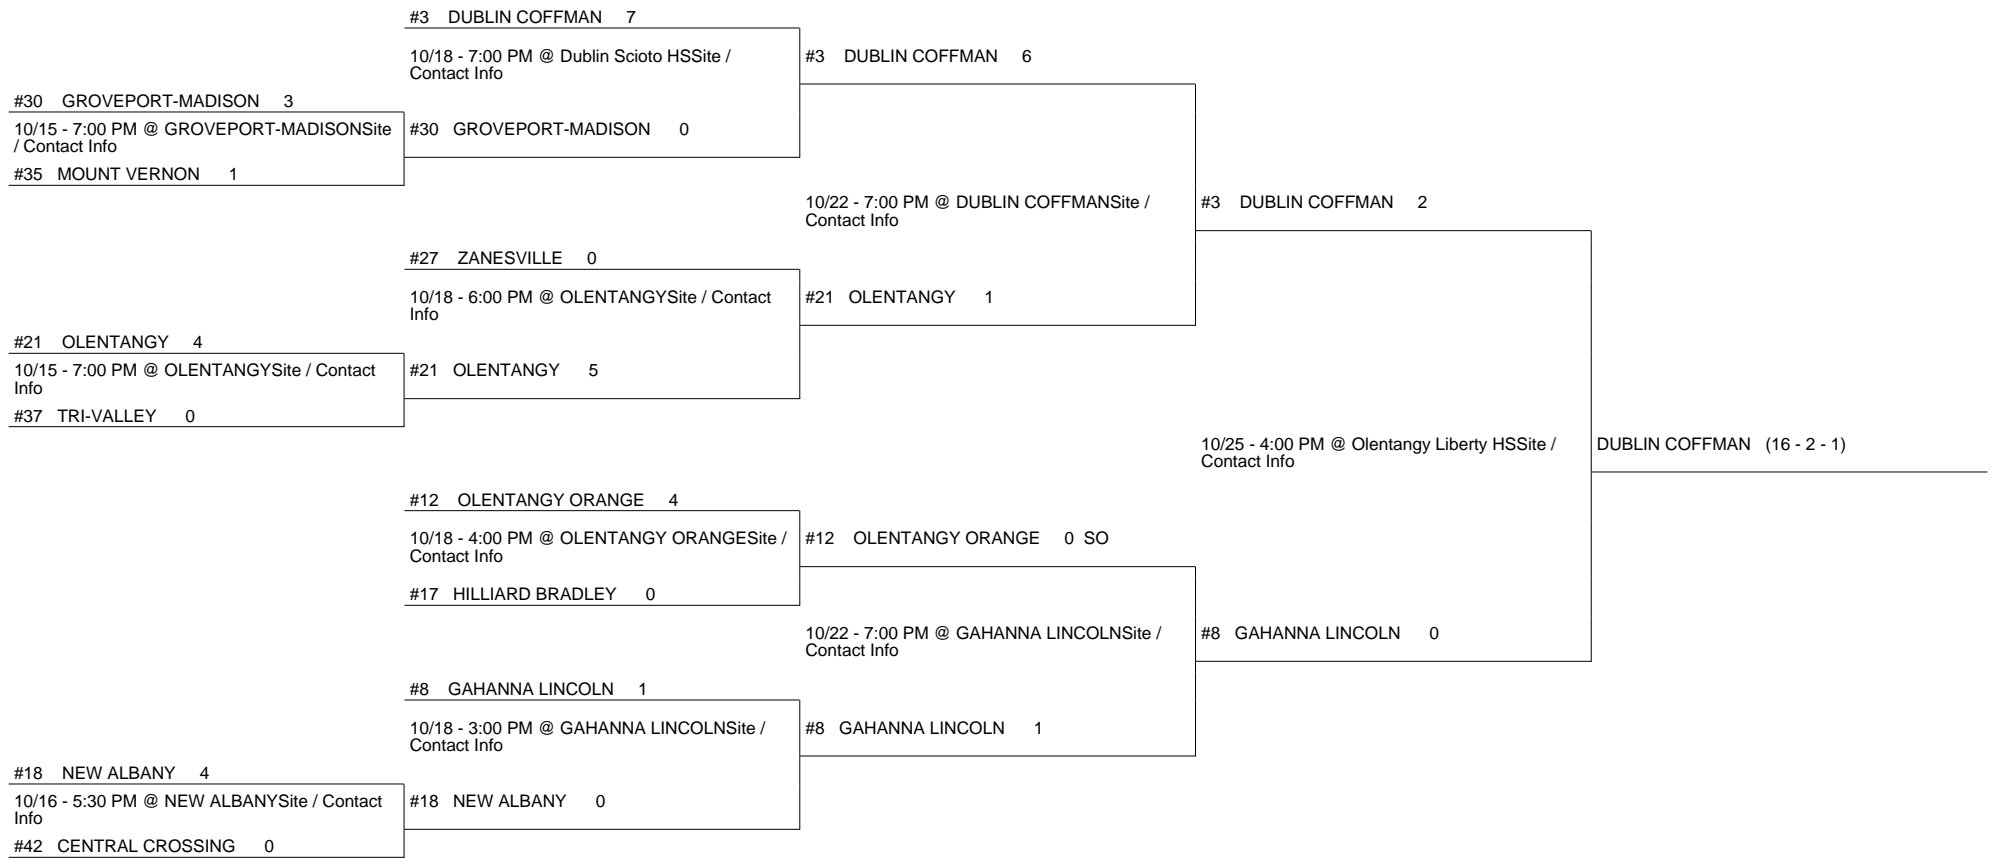 #3 DUBLIN COFFMAN 7
10/18 - 7:00 PM @ Dublin Scioto HSSite /
Contact Info
#3 DUBLIN COFFMAN 6
#30 GROVEPORT-MADISON 3
10/15 - 7:00 PM @ GROVEPORT-MADISONSite
/ Contact Info
#30 GROVEPORT-MADISON 0
#35 MOUNT VERNON 1
10/22 - 7:00 PM @ DUBLIN COFFMANSite /
Contact Info
#3 DUBLIN COFFMAN 2
#27 ZANESVILLE 0
10/18 - 6:00 PM @ OLENTANGYSite / Contact
Info
#21 OLENTANGY 1
#21 OLENTANGY 4
10/15 - 7:00 PM @ OLENTANGYSite / Contact
Info
#21 OLENTANGY 5
#37 TRI-VALLEY 0
10/25 - 4:00 PM @ Olentangy Liberty HSSite /
Contact Info
DUBLIN COFFMAN (16 - 2 - 1)
#12 OLENTANGY ORANGE 4
10/18 - 4:00 PM @ OLENTANGY ORANGESite /
Contact Info
#12 OLENTANGY ORANGE 0 SO
#17 HILLIARD BRADLEY 0
10/22 - 7:00 PM @ GAHANNA LINCOLNSite /
Contact Info
#8 GAHANNA LINCOLN 0
#8 GAHANNA LINCOLN 1
10/18 - 3:00 PM @ GAHANNA LINCOLNSite /
Contact Info
#8 GAHANNA LINCOLN 1
#18 NEW ALBANY 4
10/16 - 5:30 PM @ NEW ALBANYSite / Contact
Info
#18 NEW ALBANY 0
#42 CENTRAL CROSSING 0